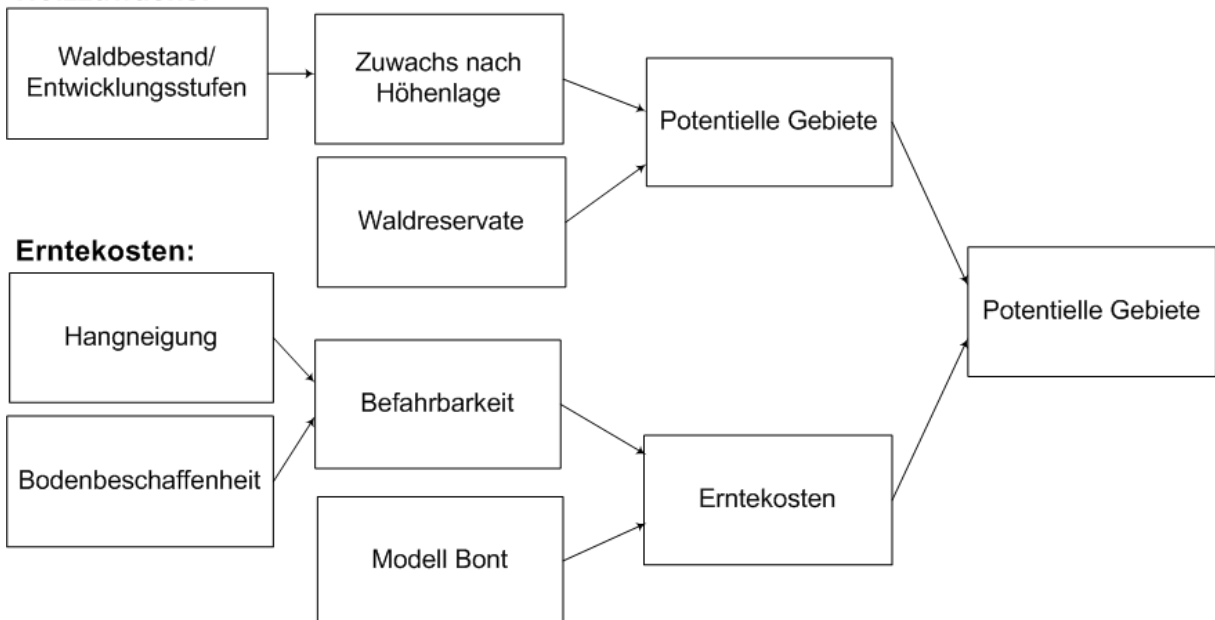 Waldbestand/
Entwicklungsstufen
Zuwachs nach
Höhenlage
Potentielle Gebiete
Waldreservate
Erntekosten:
Hangneigung
Potentielle Gebiete
Befahrbarkeit
Bodenbeschaffenheit
Erntekosten
Modell Bont